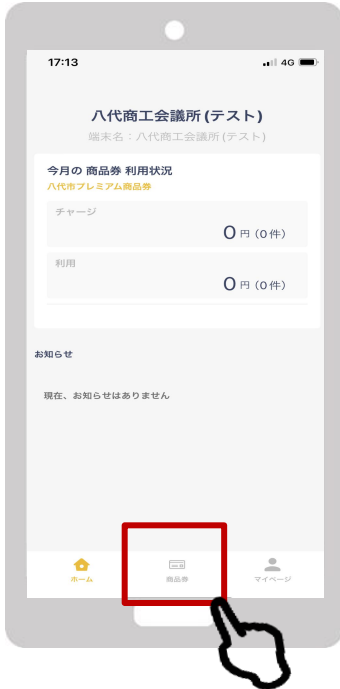 17:13
4G
八代商工会議所 (テスト)
端末名：八代商工会議所 (テスト)
今月の 商品券 利用状況
八代市プレミアム商品券
チャージ
0 円 (0 件)
利用
0 円 (0 件)
お知らせ
現在、お知らせはありません
ホーム 商品券 マイページ